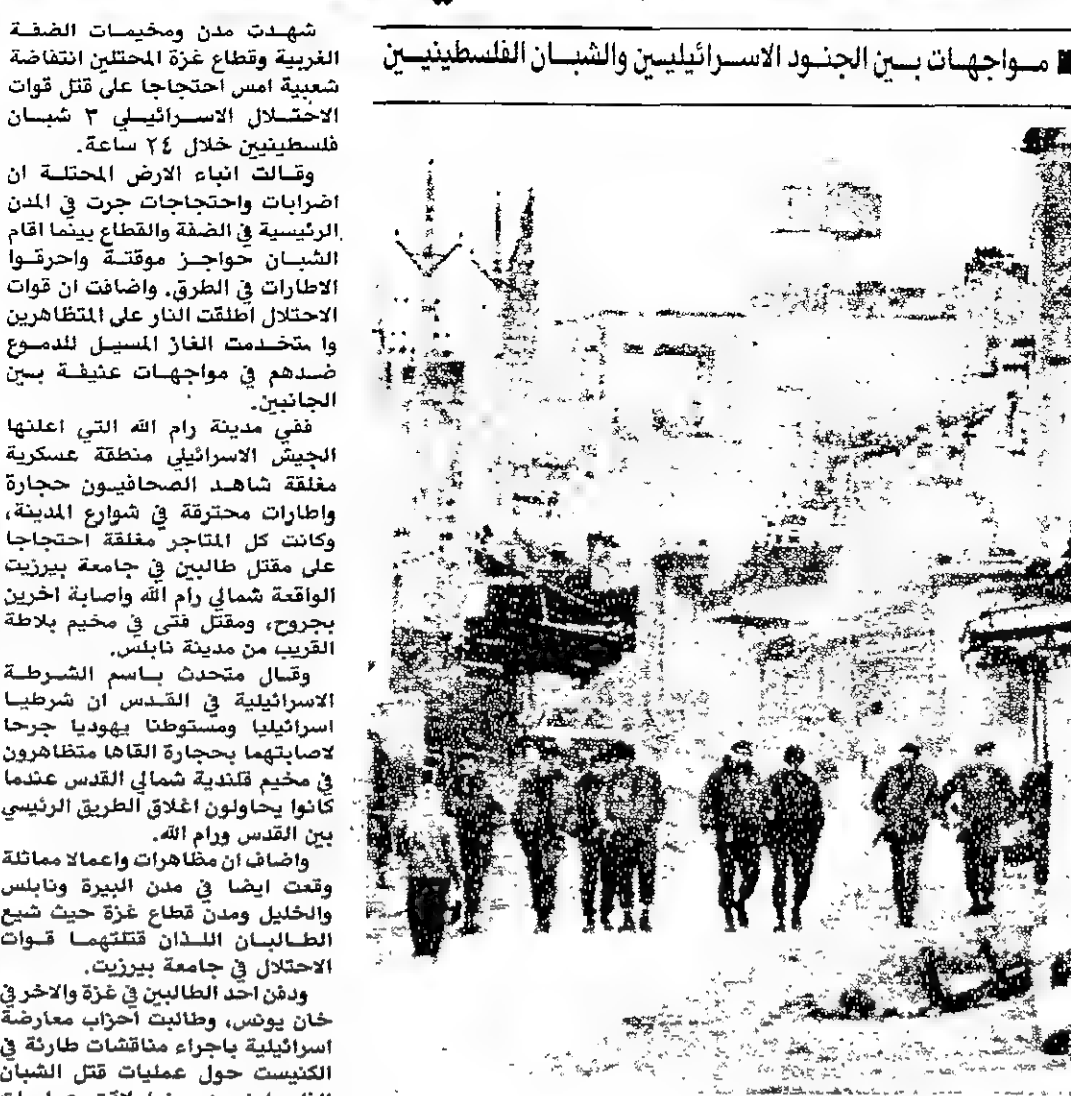 ■ مواجهات بين الجنود الاسرائيليين والشبان الفلسطينيين
شهدت مدن ومخيمات الضفة
الغربية وقطاع غزة المحتلين انتفاضة
شعبية امس احتجاجا على قتل قوات
الاحتلال الاسرائيلي ٣ شبان
فلسطينيين خلال ٢٤ ساعة.
وقالت انباء الارض المحتلة ان
اضرابات واحتجاجات جرت في المدن
الرئيسية في الضفة والقطاع بينما اقام
الشبان حواجز موقتة واحرقوا
الاطارات في الطرق. واضافت ان قوات
الاحتلال اطلقت النار على المتظاهرين
وا ستخدمت الغاز المسيل للدموع
ضدهم في مواجهات عنيفة بين
الجانبين.
ففي مدينة رام الله التي اعلنها
الجيش الاسرائيلي منطقة عسكرية
مغلقة شاهد الصحافيون حجارة
واطارات محترقة في شوارع المدينة،
وكانت كل المتاجر مغلقة احتجاجا
على مقتل طالبين في جامعة بيرزيت
الواقعة شمالي رام الله واصابة اخرين
بجروح، ومقتل فتى في مخيم بلاطة
القريب من مدينة نابلس.
وقال متحدث باسم الشرطة
الاسرائيلية في القدس ان شرطيا
اسرائيليا ومستوطنا يهوديا جرحا
لاصابتهما بحجارة القاها متظاهرون
في مخيم قلندية شمالي القدس عندما
كانوا يحاولون اغلاق الطريق الرئيسي
بين القدس ورام الله.
واضاف ان مظاهرات واعمالا مماثلة
وقعت ايضا في مدن البيرة ونابلس
والخليل ومدن قطاع غزة حيث شيع
الطالبان اللذان قتلتهما قوات
الاحتلال في جامعة بيرزيت.
ودفن احد الطالبين في غزة والاخر في
خان يونس، وطالبت احزاب معارضة
اسرائيلية باجراء مناقشات طارئة في
الكنيست حول عمليات قتل الشبان